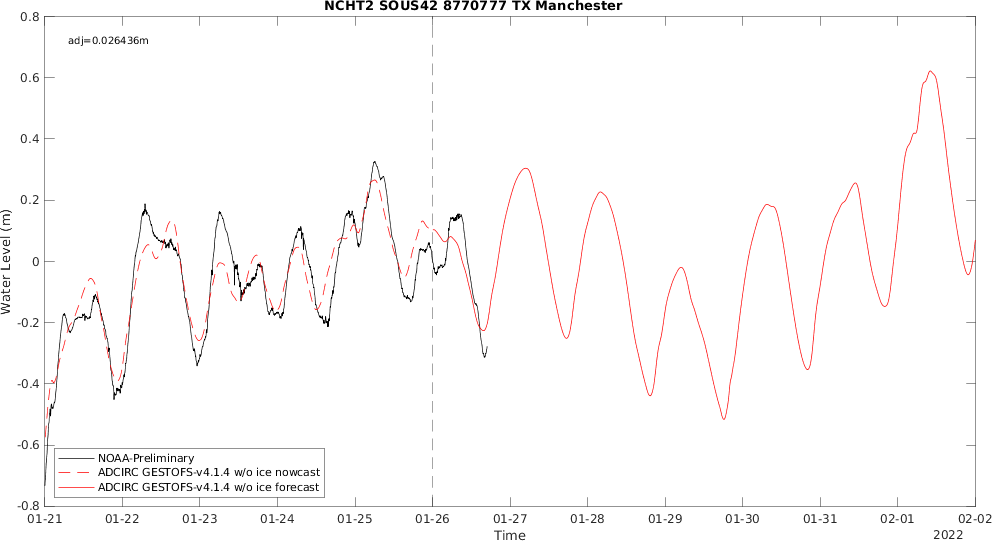 NCHT2 SOUS42 8770777 TX Manchester
adj=0.026436m
Water Level (m)
0.8
0.6
0.4
0.2
0
-0.2
-0.4
-0.6
-0.8
NOAA-Preliminary
ADCIRC GESTOFS-v4.1.4 w/o ice nowcast
ADCIRC GESTOFS-v4.1.4 w/o ice forecast
01-21 01-22 01-23 01-24 01-25 01-26 01-27 01-28 01-29 01-30 01-31 02-01 02-02
Time
2022